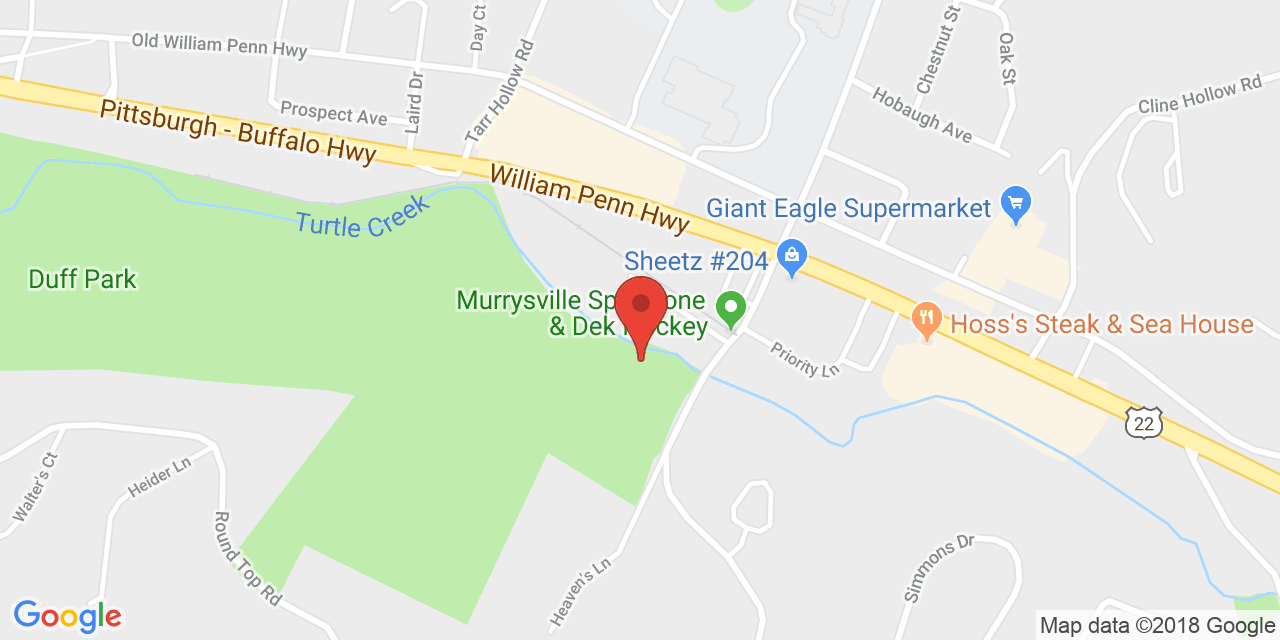 Old William Penn Hwy
Day Ct
Tarr Hollow Rd
Laird Dr
Prospect Ave
Chestnut St
Oak St
Hobaugh Ave
Cline Hollow Rd
Pittsburgh - Buffalo Hwy
William Penn Hwy
Turtle Creek
Giant Eagle Supermarket
Sheetz #204
Duff Park
Murrysville
& Dek
Hoss's Steak & Sea House
Priority Ln
22
Walter's Ct
Heider Ln
Round Top Rd
Heaven's Ln
Simmons Dr
Google
Map data ©2018 Google